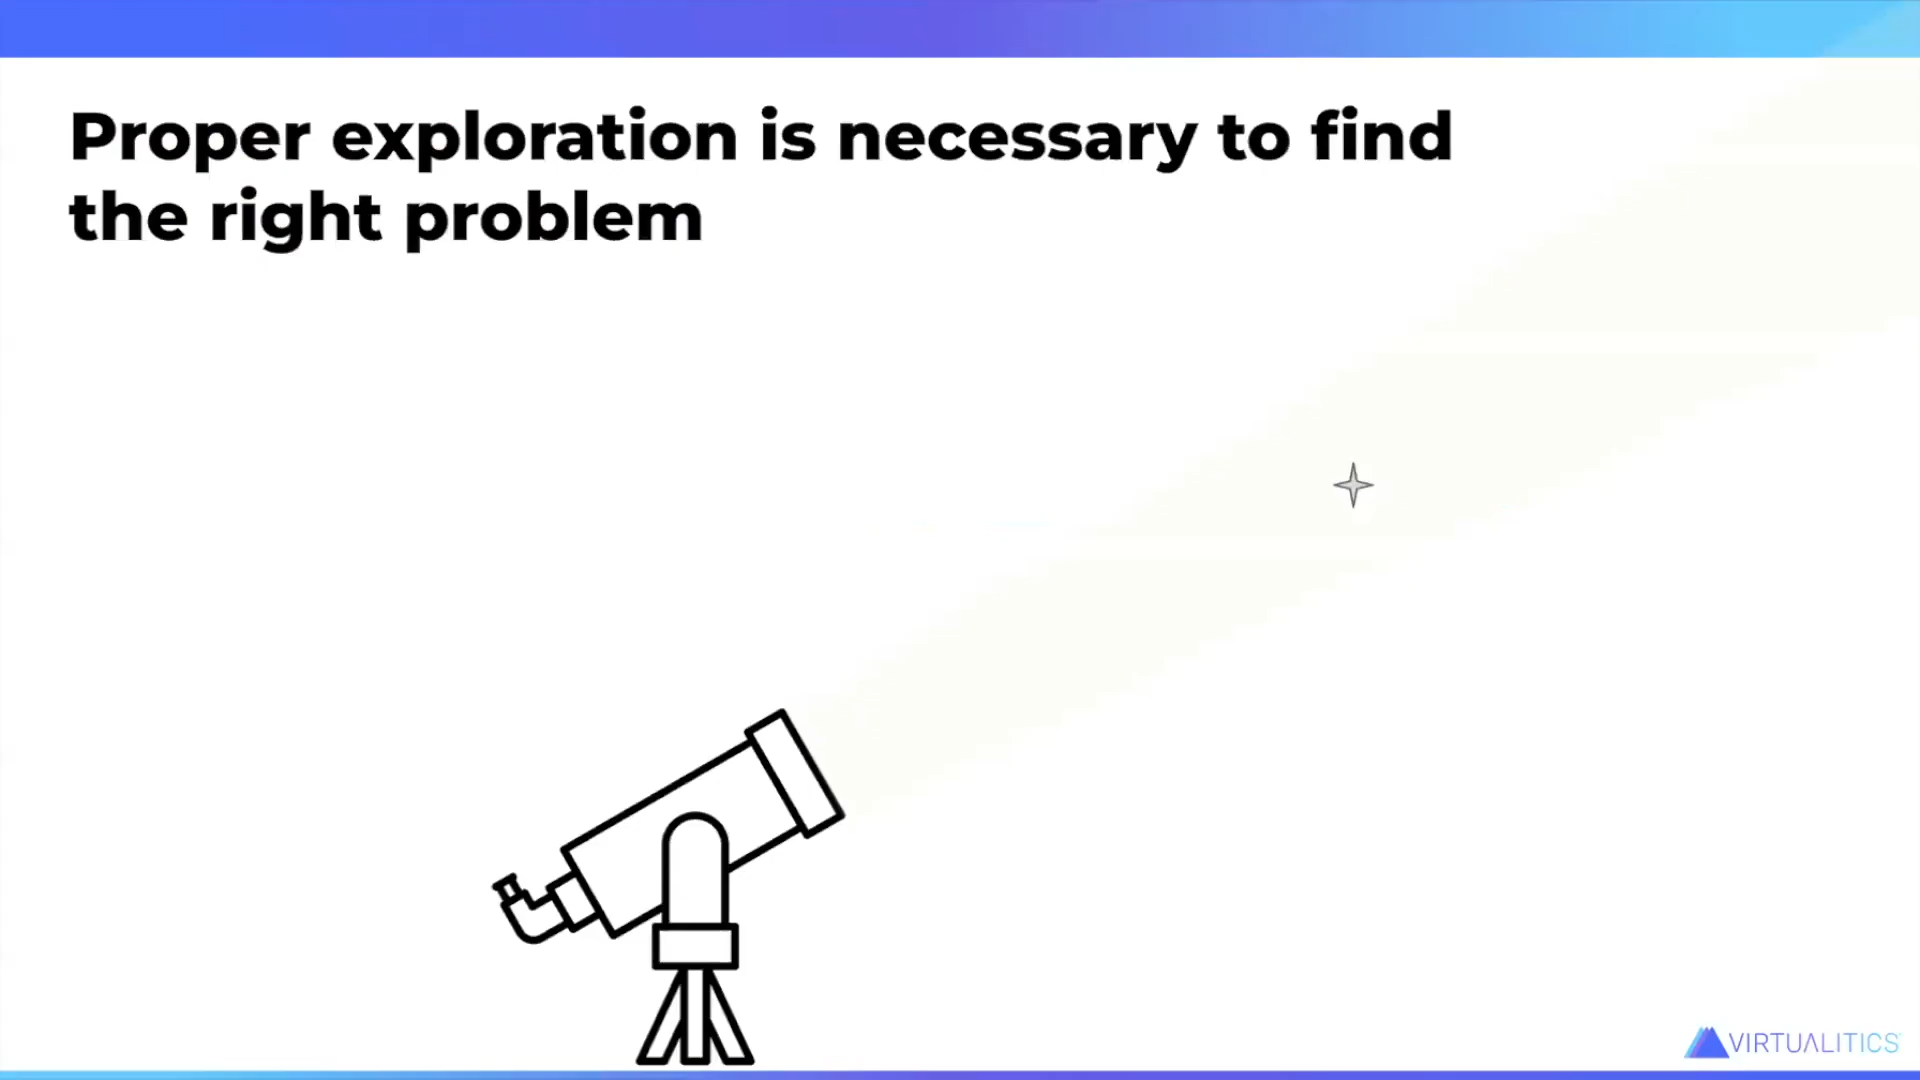 Proper exploration is necessary to find
the right problem
VIRTUALITICS